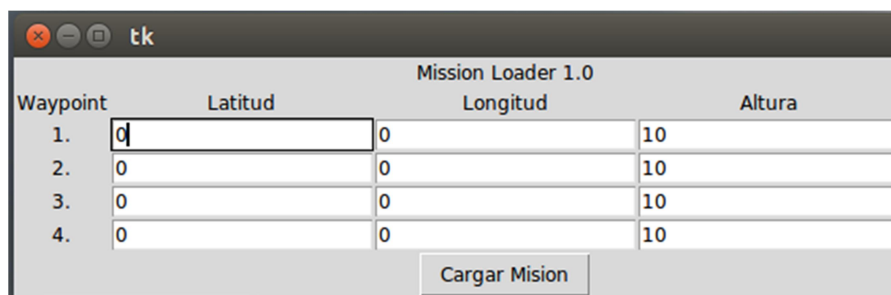 tk
Mission Loader 1.0
Waypoint Latitud Longitud Altura
1. 0 0 10
2. 0 0 10
3. 0 0 10
4. 0 0 10
Cargar Mision